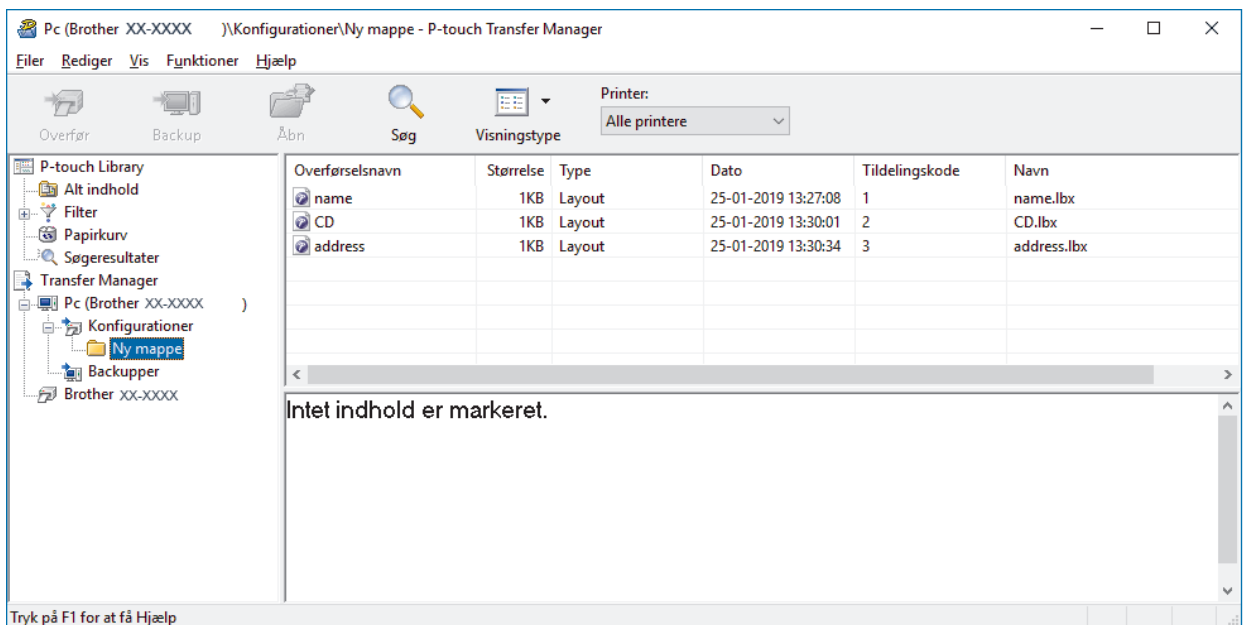 Pc (Brother XX-XXXX )\Konfigurationer\Ny mappe - P-touch Transfer Manager
Filer Rediger Vis Funktioner Hjælp
Overfør Backup Åbn Søg Visningstype Printer:
Alle printere
P-touch Library
Alt indhold
Filter
Papirkurv
Søgeresultater
Transfer Manager
Pc (Brother XX-XXXX )
Konfigurationer
Ny mappe
Backupper
Brother XX-XXXX
Overførselsnavn Størrelse Type Dato Tildelingskode Navn
name 1KB Layout 25-01-2019 13:27:08 1 name.lbx
CD 1KB Layout 25-01-2019 13:30:01 2 CD.lbx
address 1KB Layout 25-01-2019 13:30:34 3 address.lbx
Intet indhold er markeret.
Tryk på F1 for at få Hjælp